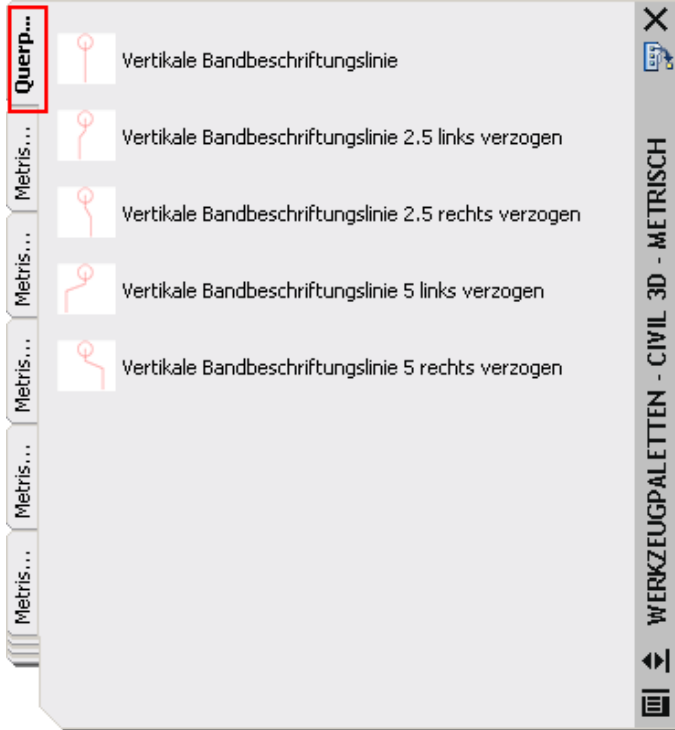 Querp...
Metris...
Metris...
Metris...
Metris...
Metris...
Vertikale Bandbeschriftungslinie
Vertikale Bandbeschriftungslinie 2.5 links verzogen
Vertikale Bandbeschriftungslinie 2.5 rechts verzogen
Vertikale Bandbeschriftungslinie 5 links verzogen
Vertikale Bandbeschriftungslinie 5 rechts verzogen
WERKZEUGPALETTEN - CIVIL 3D - METRISCH